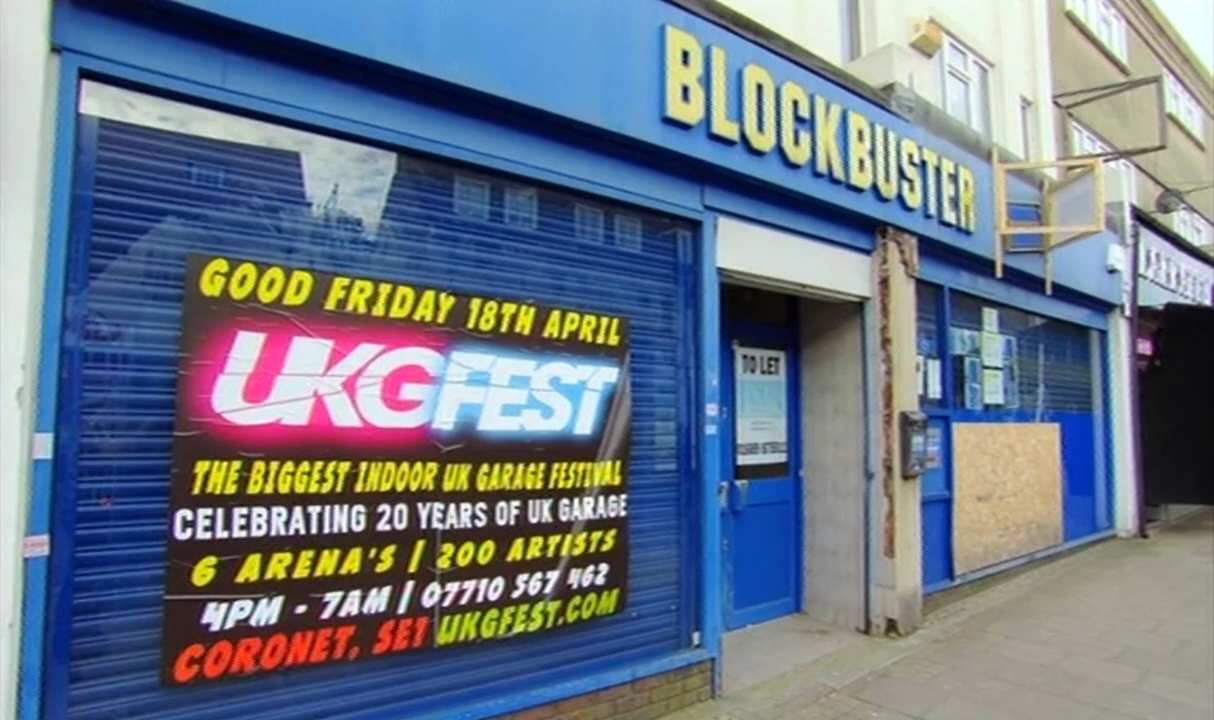 BLOCKBUSTER
GOOD FRIDAY 18TH APRIL
UKGFEST
THE BIGGEST INDOOR UK GARAGE FESTIVAL
CELEBRATING 20 YEARS OF UK GARAGE
6 ARENA'S | 200 ARTISTS
4PM - 7AM | 07710 567 462
CORONET, SE1 UKGFEST.COM
TO LET